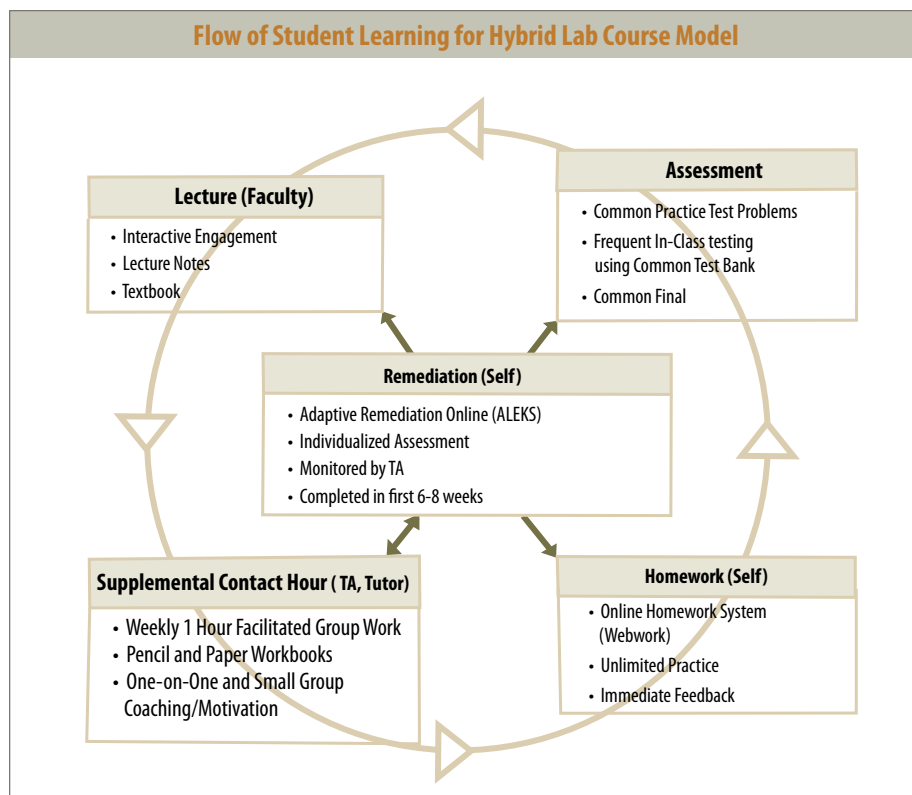 Flow of Student Learning for Hybrid Lab Course Model
Lecture (Faculty)
• Interactive Engagement
• Lecture Notes
• Textbook
Assessment
• Common Practice Test Problems
• Frequent In-Class testing
using Common Test Bank
• Common Final
Remediation (Self)
• Adaptive Remediation Online (ALEKS)
• Individualized Assessment
• Monitored by TA
• Completed in first 6-8 weeks
Supplemental Contact Hour ( TA, Tutor)
• Weekly 1 Hour Facilitated Group Work
• Pencil and Paper Workbooks
• One-on-One and Small Group
Coaching/Motivation
Homework (Self)
• Online Homework System
(Webwork)
• Unlimited Practice
• Immediate Feedback